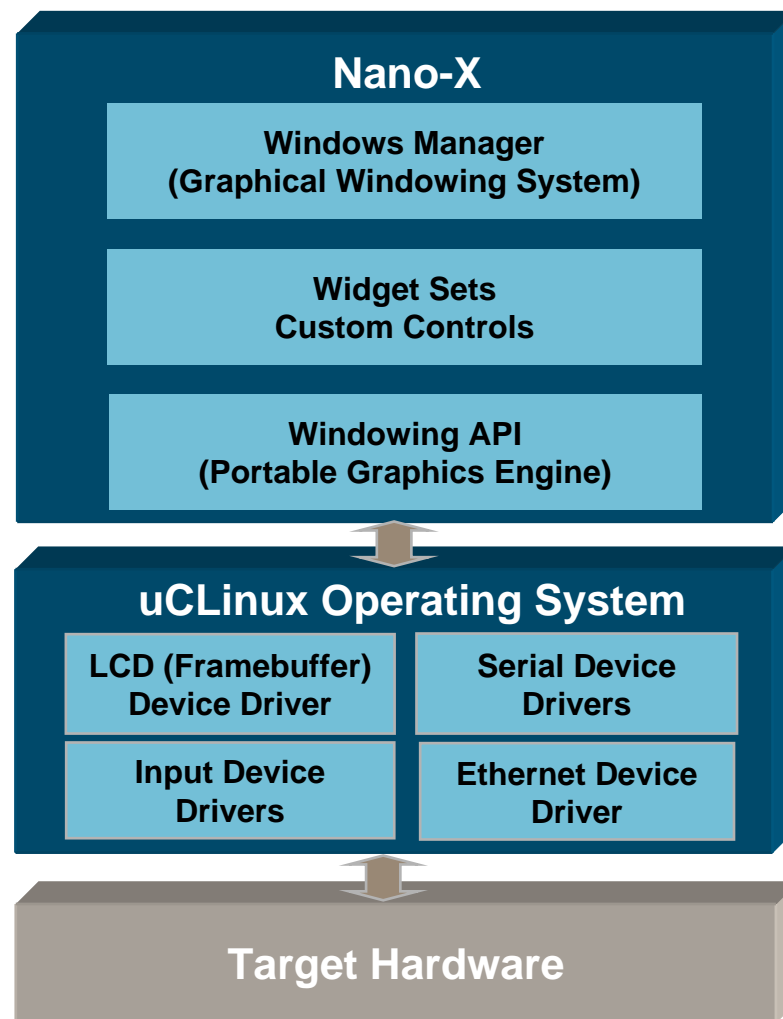 Nano-X
Windows Manager
(Graphical Windowing System)
Widget Sets
Custom Controls
Windowing API
(Portable Graphics Engine)
uCLinux Operating System
LCD (Framebuffer)
Device Driver
Serial Device
Drivers
Input Device
Drivers
Ethernet Device
Driver
Target Hardware